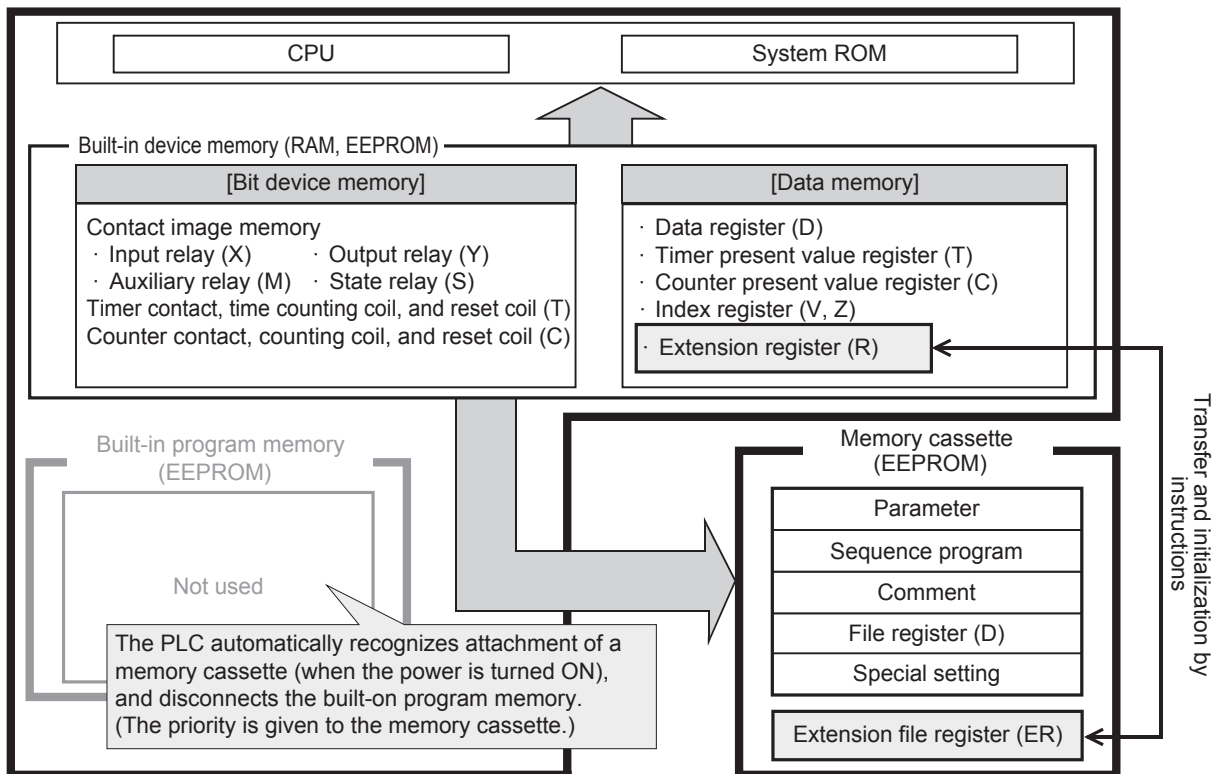 CPU
System ROM
Built-in device memory (RAM, EEPROM)
[Bit device memory]
Contact image memory
· Input relay (X) · Output relay (Y)
· Auxiliary relay (M) · State relay (S)
Timer contact, time counting coil, and reset coil (T)
Counter contact, counting coil, and reset coil (C)
[Data memory]
· Data register (D)
· Timer present value register (T)
· Counter present value register (C)
· Index register (V, Z)
· Extension register (R)
Transfer and initialization by
instructions
Built-in program memory
(EEPROM)
Not used
The PLC automatically recognizes attachment of a
memory cassette (when the power is turned ON),
and disconnects the built-on program memory.
(The priority is given to the memory cassette.)
Memory cassette
(EEPROM)
Parameter
Sequence program
Comment
File register (D)
Special setting
Extension file register (ER)